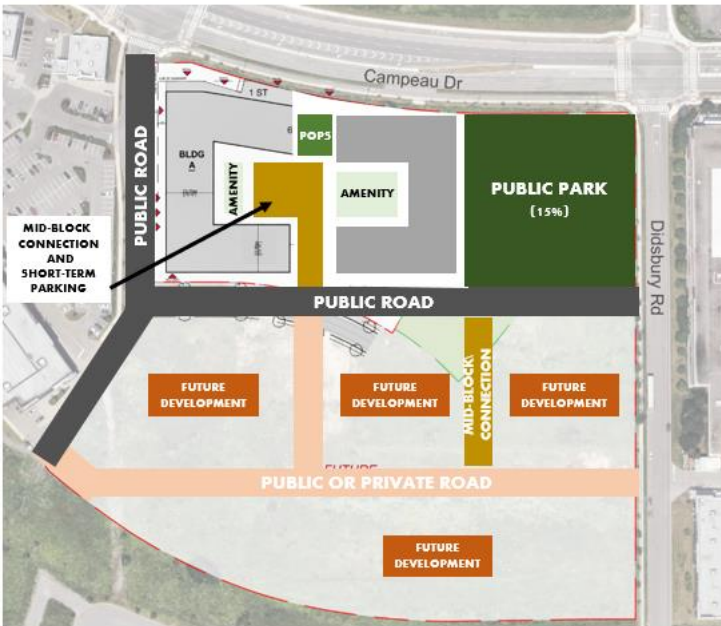 Campeau Dr
1 ST
6
POPS
BLDG
A
AMENITY
AMENITY
PUBLIC PARK
(15%)
PUBLIC ROAD
MID-BLOCK
CONNECTION
AND
SHORT-TERM
PARKING
PUBLIC ROAD
Didsbury Rd
MID-BLOCK
CONNECTION
FUTURE
DEVELOPMENT
FUTURE
DEVELOPMENT
FUTURE
DEVELOPMENT
FUTURE
PUBLIC OR PRIVATE ROAD
FUTURE
DEVELOPMENT